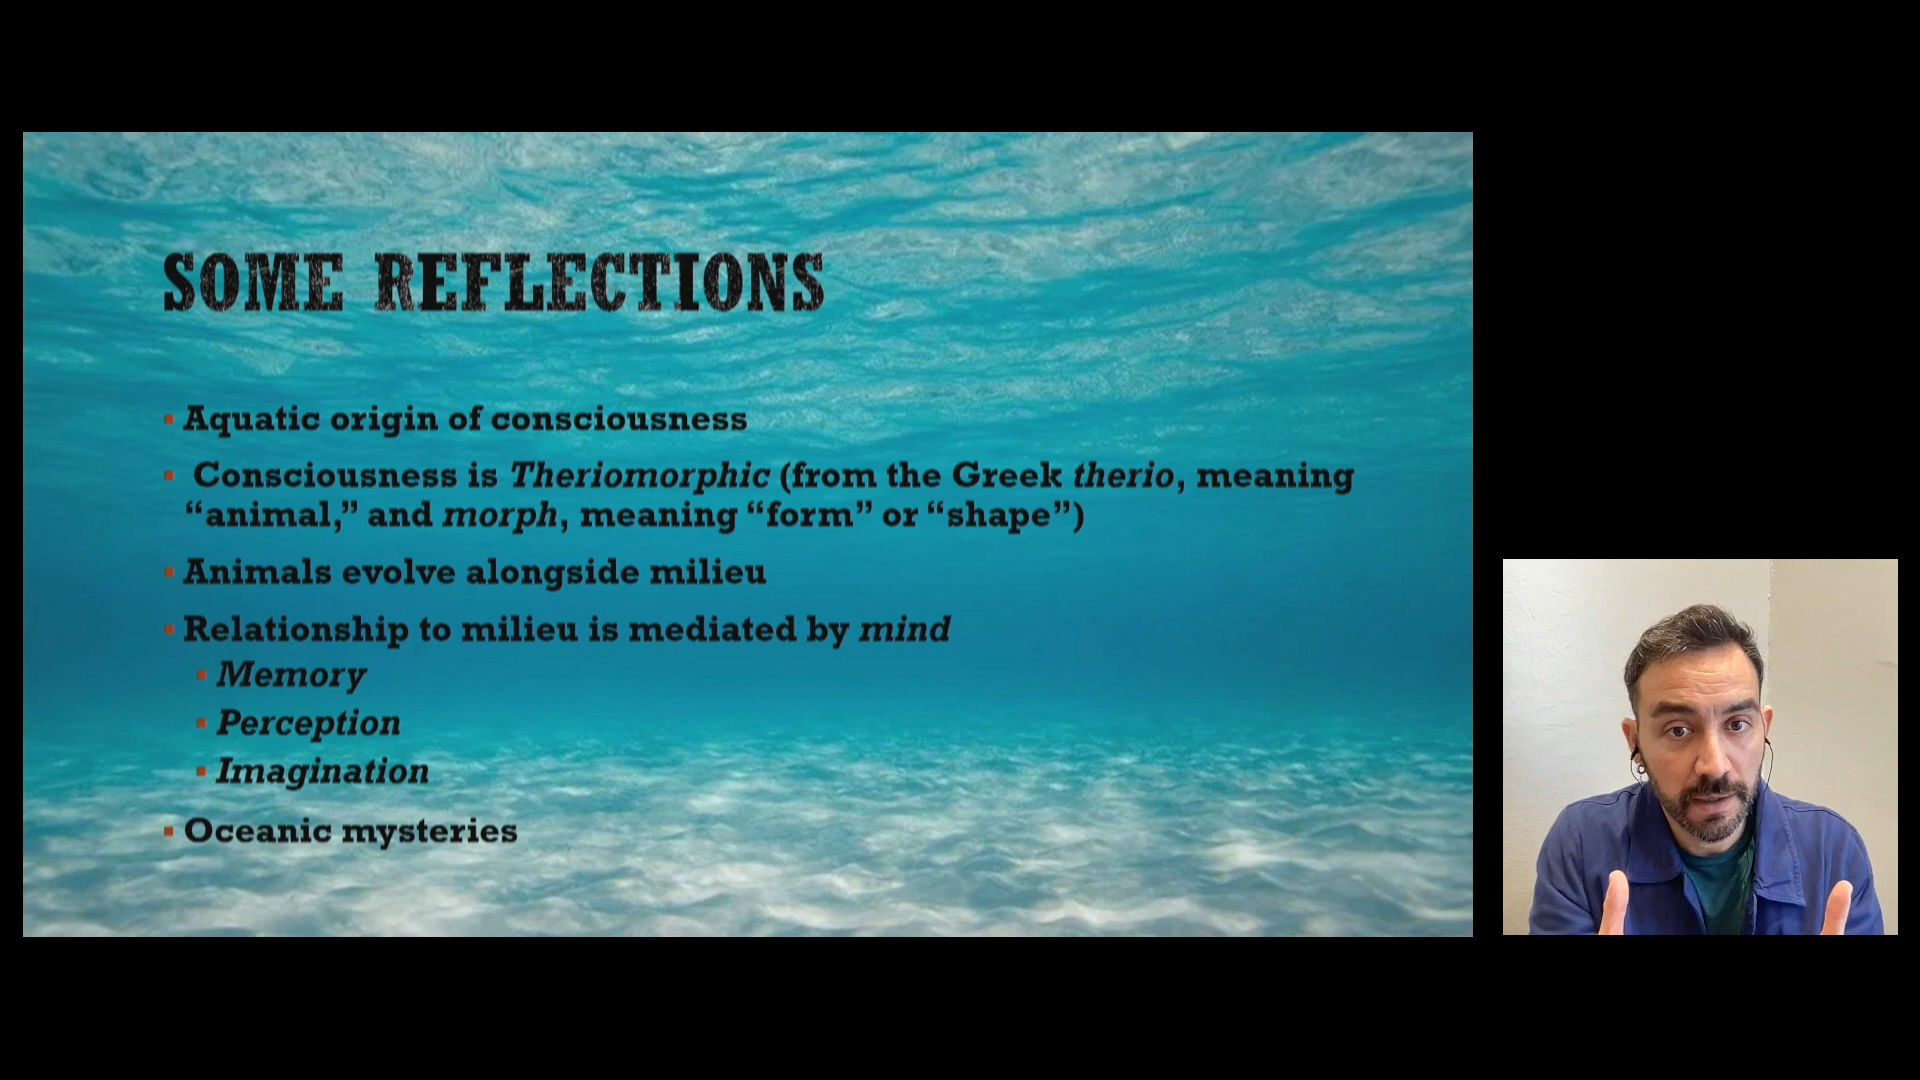 SOME REFLECTIONS
Aquatic origin of consciousness
Consciousness is Theriomorphic (from the Greek therio, meaning
“animal,” and morph, meaning “form” or “shape”)
Animals evolve alongside milieu
Relationship to milieu is mediated by mind
Memory
Perception
Imagination
Oceanic mysteries